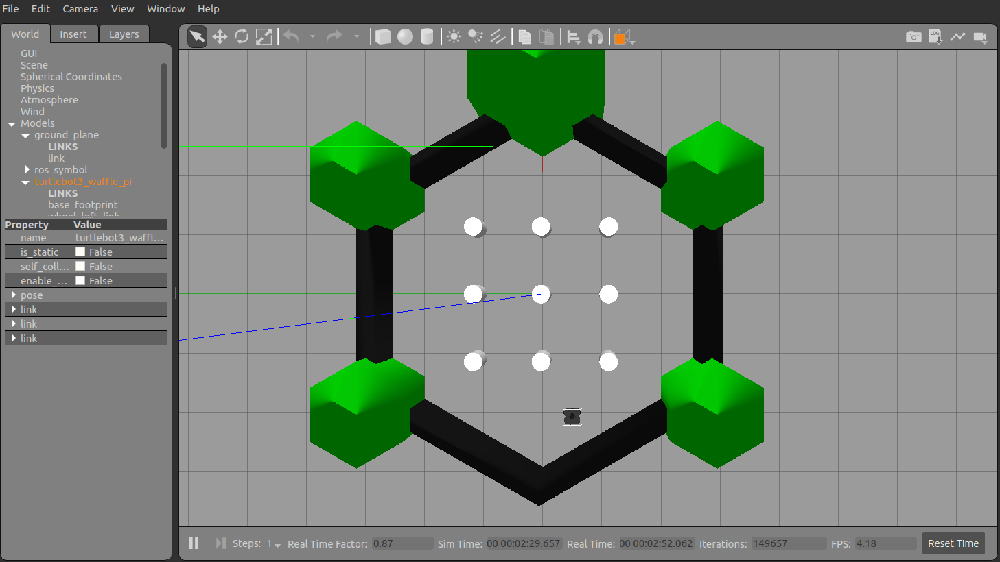 File Edit Camera View Window Help
World Insert Layers
GUI
Scene
Spherical Coordinates
Physics
Atmosphere
Wind
Models
ground_plane
LINKS
link
ros_symbol
turtlebot3_waffle_pi
LINKS
base_footprint
wheel_left_link
Property Value
name turtlebot3_waffl...
is_static False
self_coll... False
enable_... False
pose
link
link
link
LOG
Steps: 1 Real Time Factor: 0.87 Sim Time: 00 00:02:29.657 Real Time: 00 00:02:52.062 Iterations: 149657 FPS: 4.18 Reset Time